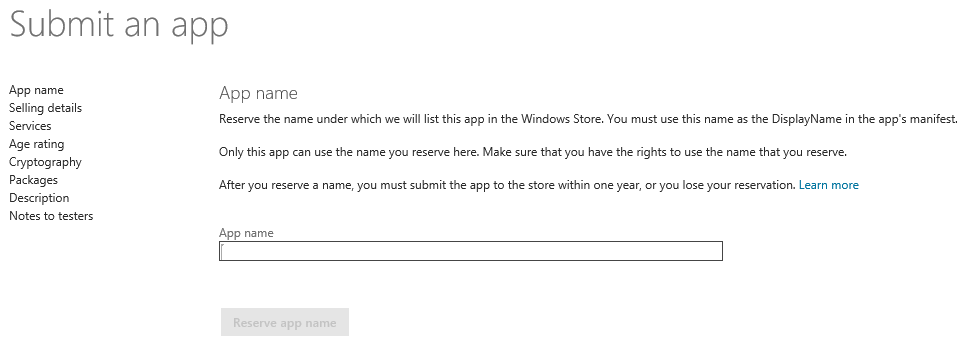 Submit an app
App name
Selling details
Services
Age rating
Cryptography
Packages
Description
Notes to testers
App name
Reserve the name under which we will list this app in the Windows Store. You must use this name as the DisplayName in the app's manifest.
Only this app can use the name you reserve here. Make sure that you have the rights to use the name that you reserve.
After you reserve a name, you must submit the app to the store within one year, or you lose your reservation. Learn more
App name
Reserve app name